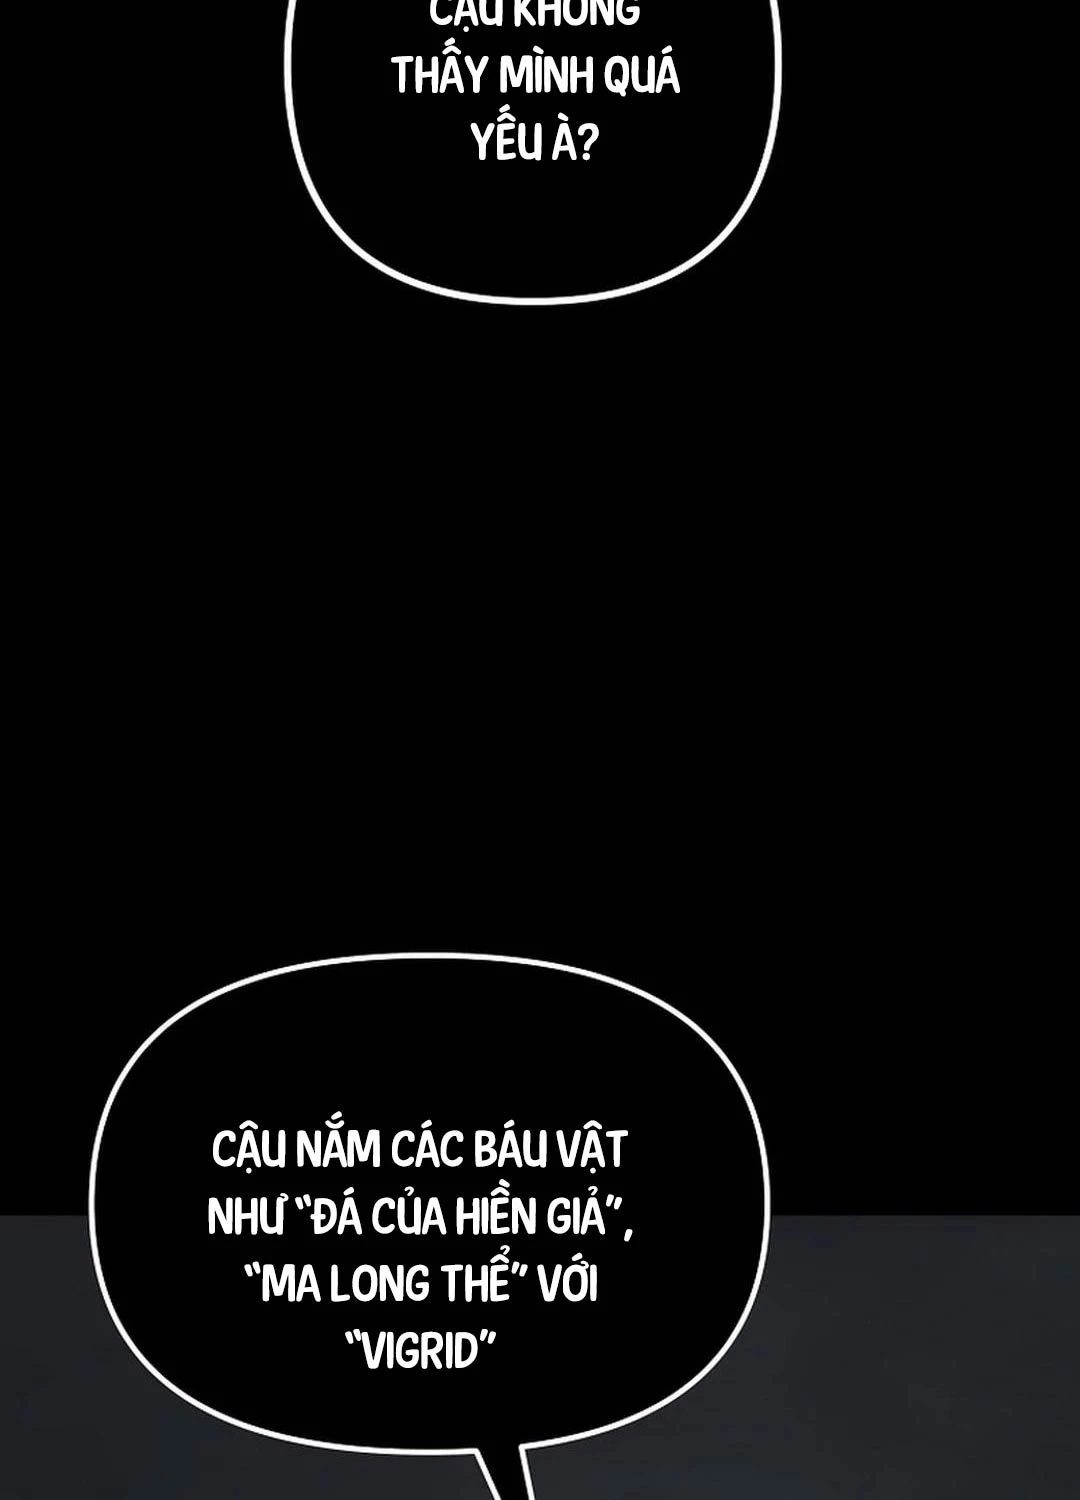 CẬU KHÔNG
THẤY MÌNH QUÁ
YẾU À?
CẬU NẮM CÁC BÁU VẬT
NHƯ "ĐÁ CỦA HIỀN GIẢ",
"MA LONG THỂ" VỚI
"VIGRID"